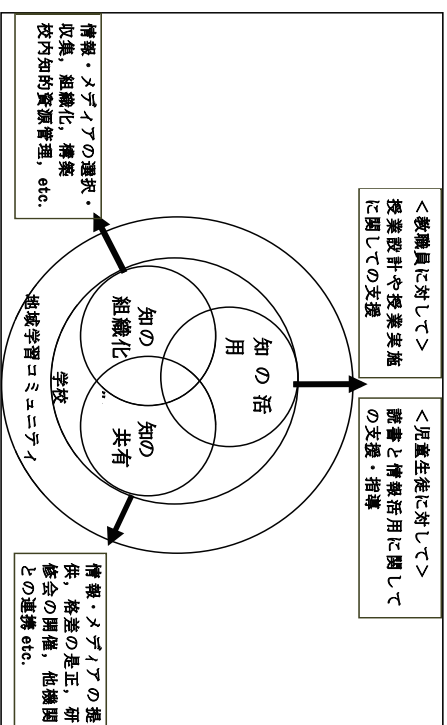 <教職員に対して>
授業設計や授業実施
に関しての支援
<児童生徒に対して>
読書と情報活用に関して
の支援・指導
知 の 活
用
知の
組織化
..
知の
共有
学校
地域学習コミュニティ
情報・メディアの選択・
収集, 組織化, 構築
校内知的資源管理, etc.
情報・メディアの提
供, 格差の是正, 研
修会の開催, 他機関
との連携 etc.